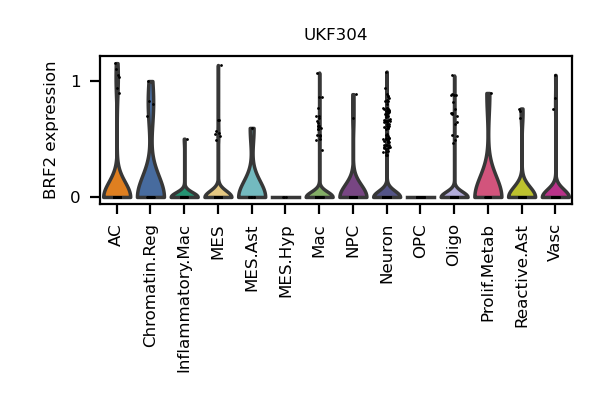 UKF304
BRF2 expression
1
0
AC
Chromatin.Reg
Inflammatory.Mac
MES
MES.Ast
MES.Hyp
Mac
NPC
Neuron
OPC
Oligo
Prolif.Metab
Reactive.Ast
Vasc